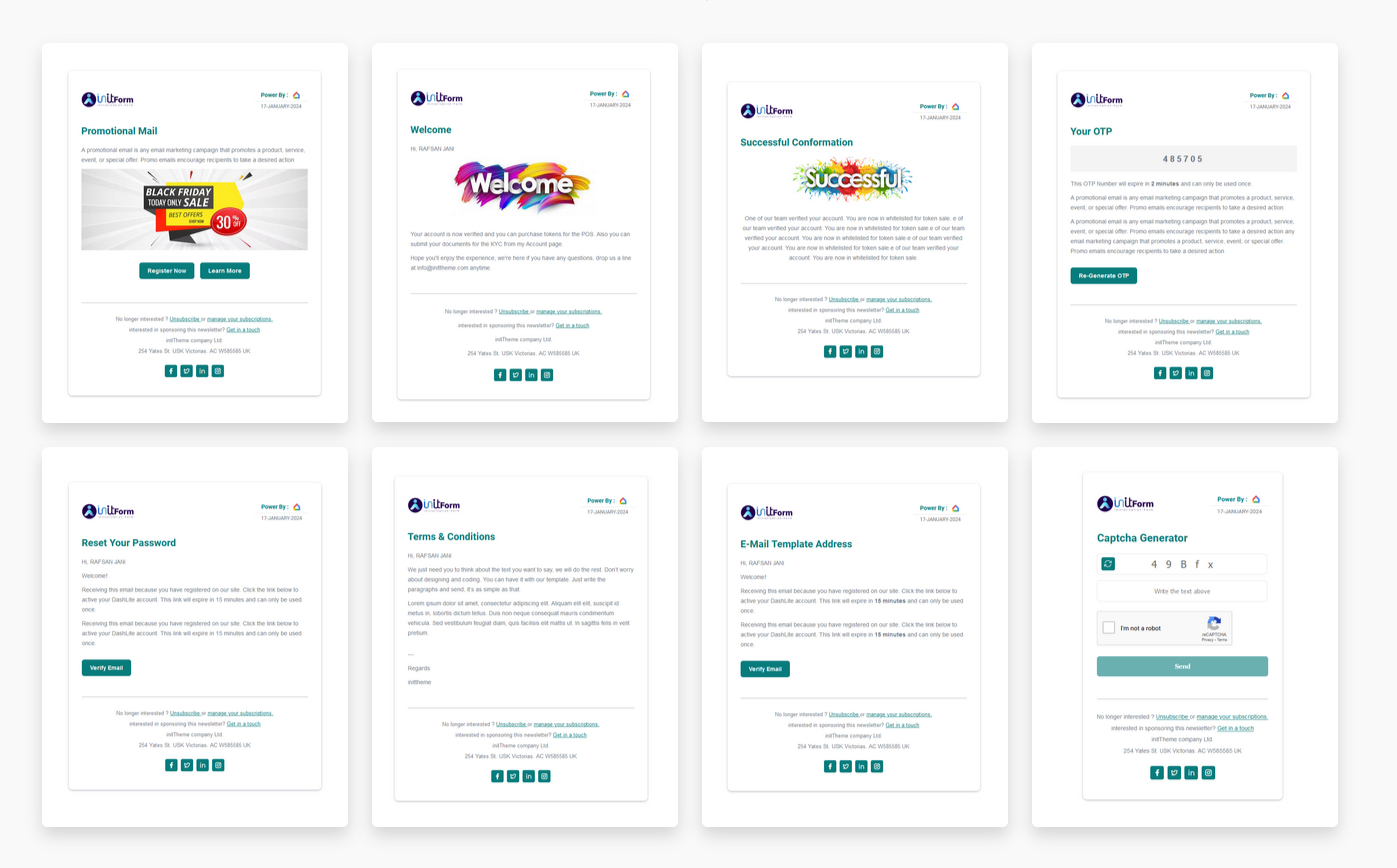 initForm
Power By :
17-JANUARY-2024
Promotional Mail
A promotional email is any email marketing campaign that promotes a product, service,
event, or special offer. Promo emails encourage recipients to take a desired action
BLACK FRIDAY
TODAY ONLY SALE
BEST OFFERS
SHOP NOW
30% OFF
Register Now
Learn More
No longer interested ? Unsubscribe or manage your subscriptions.
interested in sponsoring this newsletter? Get in a touch
initTheme company Ltd.
254 Yates St. USK Victorias. AC W585585 UK
initForm
Power By :
17-JANUARY-2024
Welcome
Hi, RAFSAN JANI
Welcome
Your account is now verified and you can purchase tokens for the POS. Also you can
submit your documents for the KYC from my Account page.
Hope you'll enjoy the experience, we're here if you have any questions, drop us a line
at info@inittheme.com anytime.
No longer interested ? Unsubscribe or manage your subscriptions.
interested in sponsoring this newsletter? Get in a touch
initTheme company Ltd.
254 Yates St. USK Victorias. AC W585585 UK
initForm
Power By :
17-JANUARY-2024
Successful Conformation
Successful
One of our team verified your account. You are now in whitelisted for token sale. e of
our team verified your account. You are now in whitelisted for token sale.e of our team
verified your account. You are now in whitelisted for token sale.e of our team verified
your account. You are now in whitelisted for token sale.e of our team verified your
account. You are now in whitelisted for token sale.
No longer interested ? Unsubscribe or manage your subscriptions.
interested in sponsoring this newsletter? Get in a touch
initTheme company Ltd.
254 Yates St. USK Victorias. AC W585585 UK
initForm
Power By :
17-JANUARY-2024
Your OTP
485705
This OTP Number will expire in 2 minutes and can only be used once.
A promotional email is any email marketing campaign that promotes a product, service,
event, or special offer. Promo emails encourage recipients to take a desired action
A promotional email is any email marketing campaign that promotes a product, service,
event, or special offer. Promo emails encourage recipients to take a desired action any
email marketing campaign that promotes a product, service, event, or special offer.
Promo emails encourage recipients to take a desired action
Re-Generate OTP
No longer interested ? Unsubscribe or manage your subscriptions.
interested in sponsoring this newsletter? Get in a touch
initTheme company Ltd.
254 Yates St. USK Victorias. AC W585585 UK
initForm
Power By :
17-JANUARY-2024
Reset Your Password
Hi, RAFSAN JANI
Welcome!
Receiving this email because you have registered on our site. Click the link below to
active your DashLite account. This link will expire in 15 minutes and can only be used
once.
Receiving this email because you have registered on our site. Click the link below to
active your DashLite account. This link will expire in 15 minutes and can only be used
once.
Verify Email
No longer interested ? Unsubscribe or manage your subscriptions.
interested in sponsoring this newsletter? Get in a touch
initTheme company Ltd.
254 Yates St. USK Victorias. AC W585585 UK
initForm
Power By :
17-JANUARY-2024
Terms & Conditions
Hi, RAFSAN JANI
We just need you to think about the text you want to say, we will do the rest. Don't worry
about designing and coding. You can have it with our template. Just write the
paragraphs and send, it's as simple as that.
Lorem ipsum dolor sit amet, consectetur adipiscing elit. Aliquam est elit, suscipit id
metus in, lobortis dictum tellus. Duis non neque consequat mauris condimentum
vehicula. Sed vestibulum feugiat diam, quis facilisis elit mattis ut. In sagittis felis in velit
pretium.
---
Regards
inittheme
No longer interested ? Unsubscribe or manage your subscriptions.
interested in sponsoring this newsletter? Get in a touch
initTheme company Ltd.
254 Yates St. USK Victorias. AC W585585 UK
initForm
Power By :
17-JANUARY-2024
E-Mail Template Address
Hi, RAFSAN JANI
Welcome!
Receiving this email because you have registered on our site. Click the link below to
active your DashLite account. This link will expire in 15 minutes and can only be used
once.
Receiving this email because you have registered on our site. Click the link below to
active your DashLite account. This link will expire in 15 minutes and can only be used
once.
Verify Email
No longer interested ? Unsubscribe or manage your subscriptions.
interested in sponsoring this newsletter? Get in a touch
initTheme company Ltd.
254 Yates St. USK Victorias. AC W585585 UK
initForm
Power By :
17-JANUARY-2024
Captcha Generator
4 9 B f x
Write the text above
I'm not a robot
reCAPTCHA
Privacy - Terms
Send
No longer interested ? Unsubscribe or manage your subscriptions.
interested in sponsoring this newsletter? Get in a touch
initTheme company Ltd.
254 Yates St. USK Victorias. AC W585585 UK